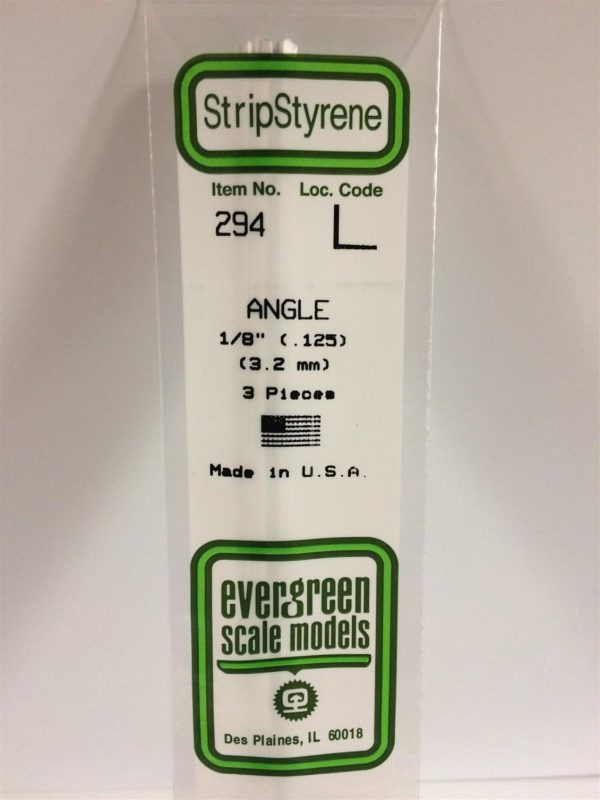 StripStyrene
Item No. Loc. Code
294 L
ANGLE
1/8" (.125)
(3.2 mm)
3 Pieces
Made in U.S.A.
evergreen
scale models
Des Plaines, IL 60018